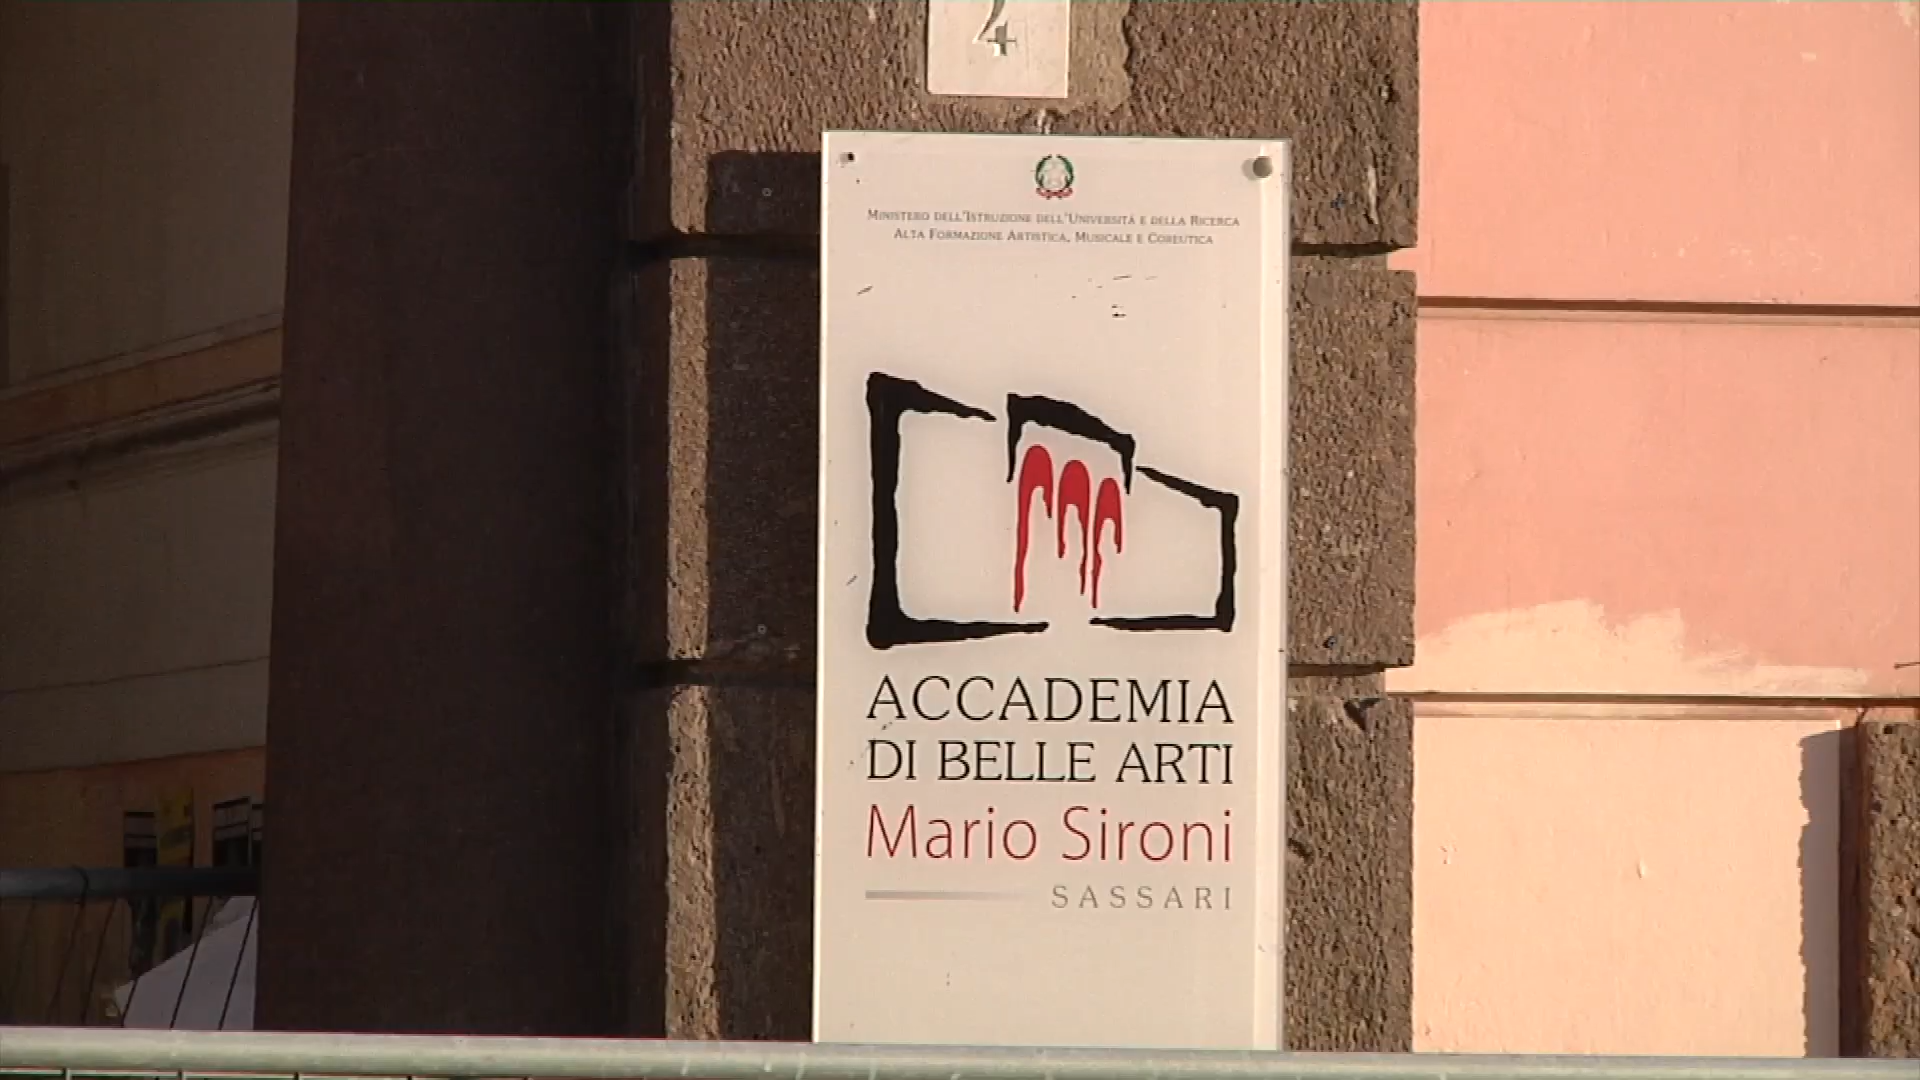 4
MINISTERO DELL'ISTRUZIONE DELL'UNIVERSITÁ E DELLA RICERCA
ALTA FORMAZIONE ARTISTICA, MUSICALE E COREUTICA
ACCADEMIA
DI BELLE ARTI
Mario Sironi
SASSARI